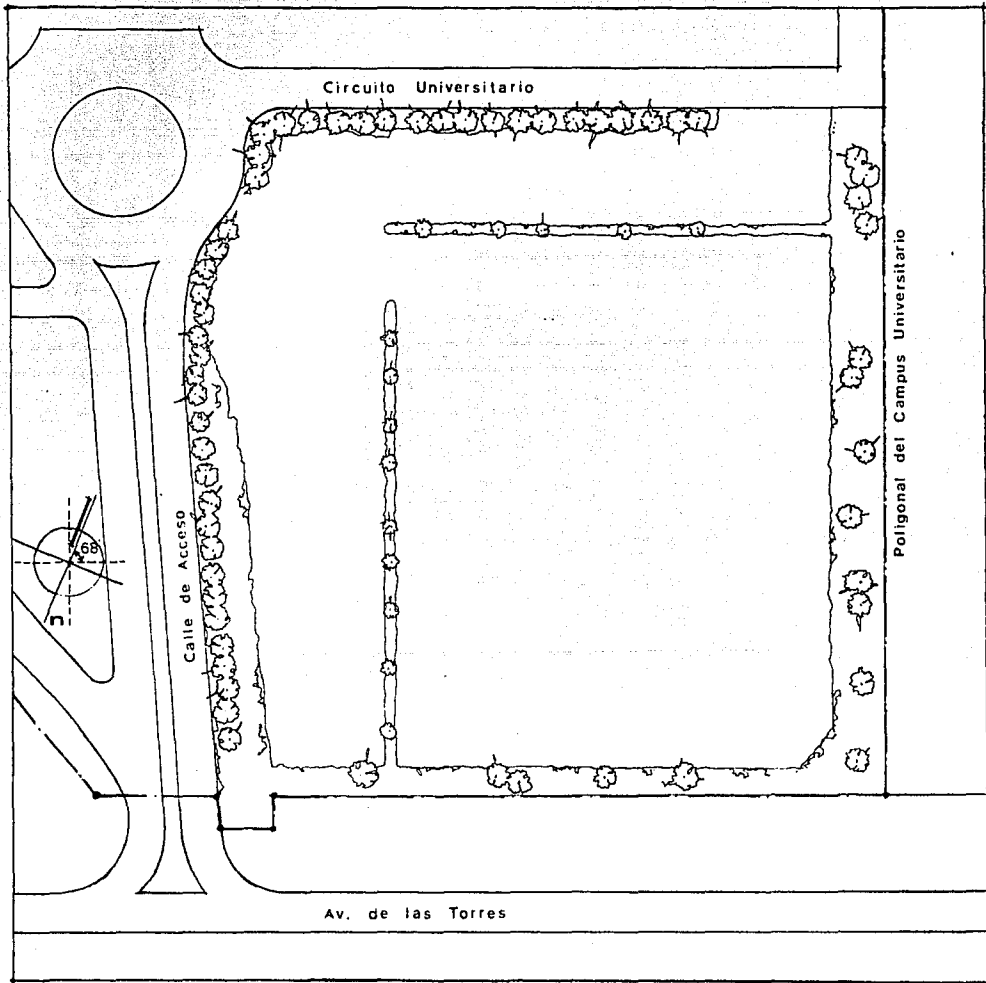 Circuito Universitario
Poligonal del Campus Universitario
Calle de Acceso
68
n
Av. de las Torres